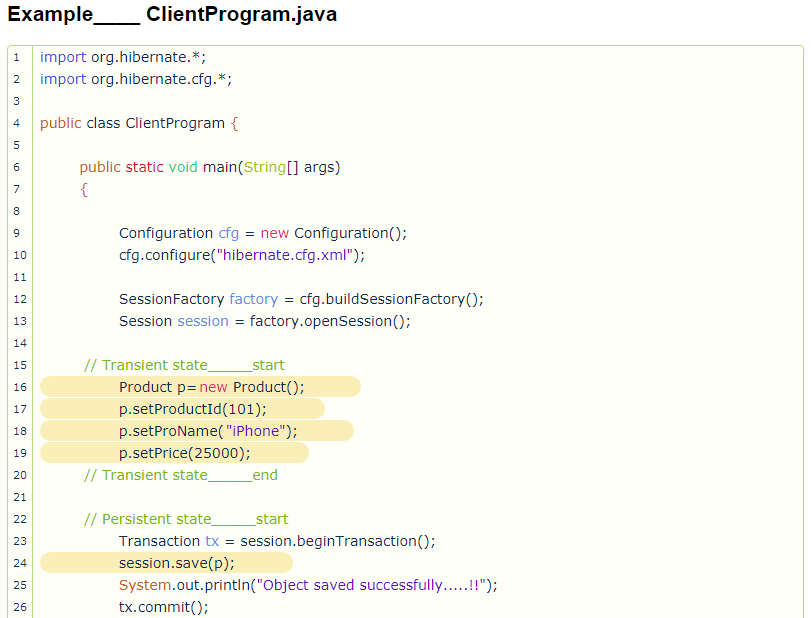 Example____ ClientProgram.java
1 import org.hibernate.*;
2 import org.hibernate.cfg.*;
3
4 public class ClientProgram {
5
6 public static void main(String[] args)
7 {
8
9 Configuration cfg = new Configuration();
10 cfg.configure("hibernate.cfg.xml");
11
12 SessionFactory factory = cfg.buildSessionFactory();
13 Session session = factory.openSession();
14
15 // Transient state______start
16 Product p=new Product();
17 p.setProductId(101);
18 p.setProName("iPhone");
19 p.setPrice(25000);
20 // Transient state______end
21
22 // Persistent state______start
23 Transaction tx = session.beginTransaction();
24 session.save(p);
25 System.out.println("Object saved successfully.....!!");
26 tx.commit();